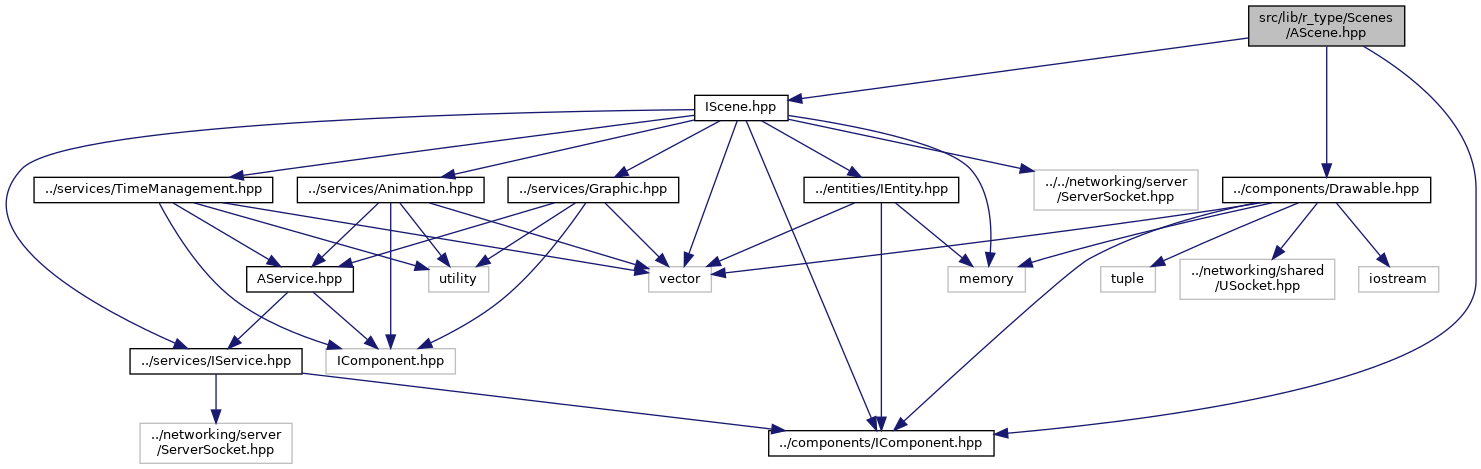 src/lib/r_type/Scenes
/AScene.hpp
IScene.hpp
../services/TimeManagement.hpp
../services/Animation.hpp
../services/Graphic.hpp
../entities/IEntity.hpp
../../networking/server
/ServerSocket.hpp
../components/Drawable.hpp
AService.hpp
utility
vector
memory
tuple
../networking/shared
/USocket.hpp
iostream
../services/IService.hpp
IComponent.hpp
../networking/server
/ServerSocket.hpp
../components/IComponent.hpp